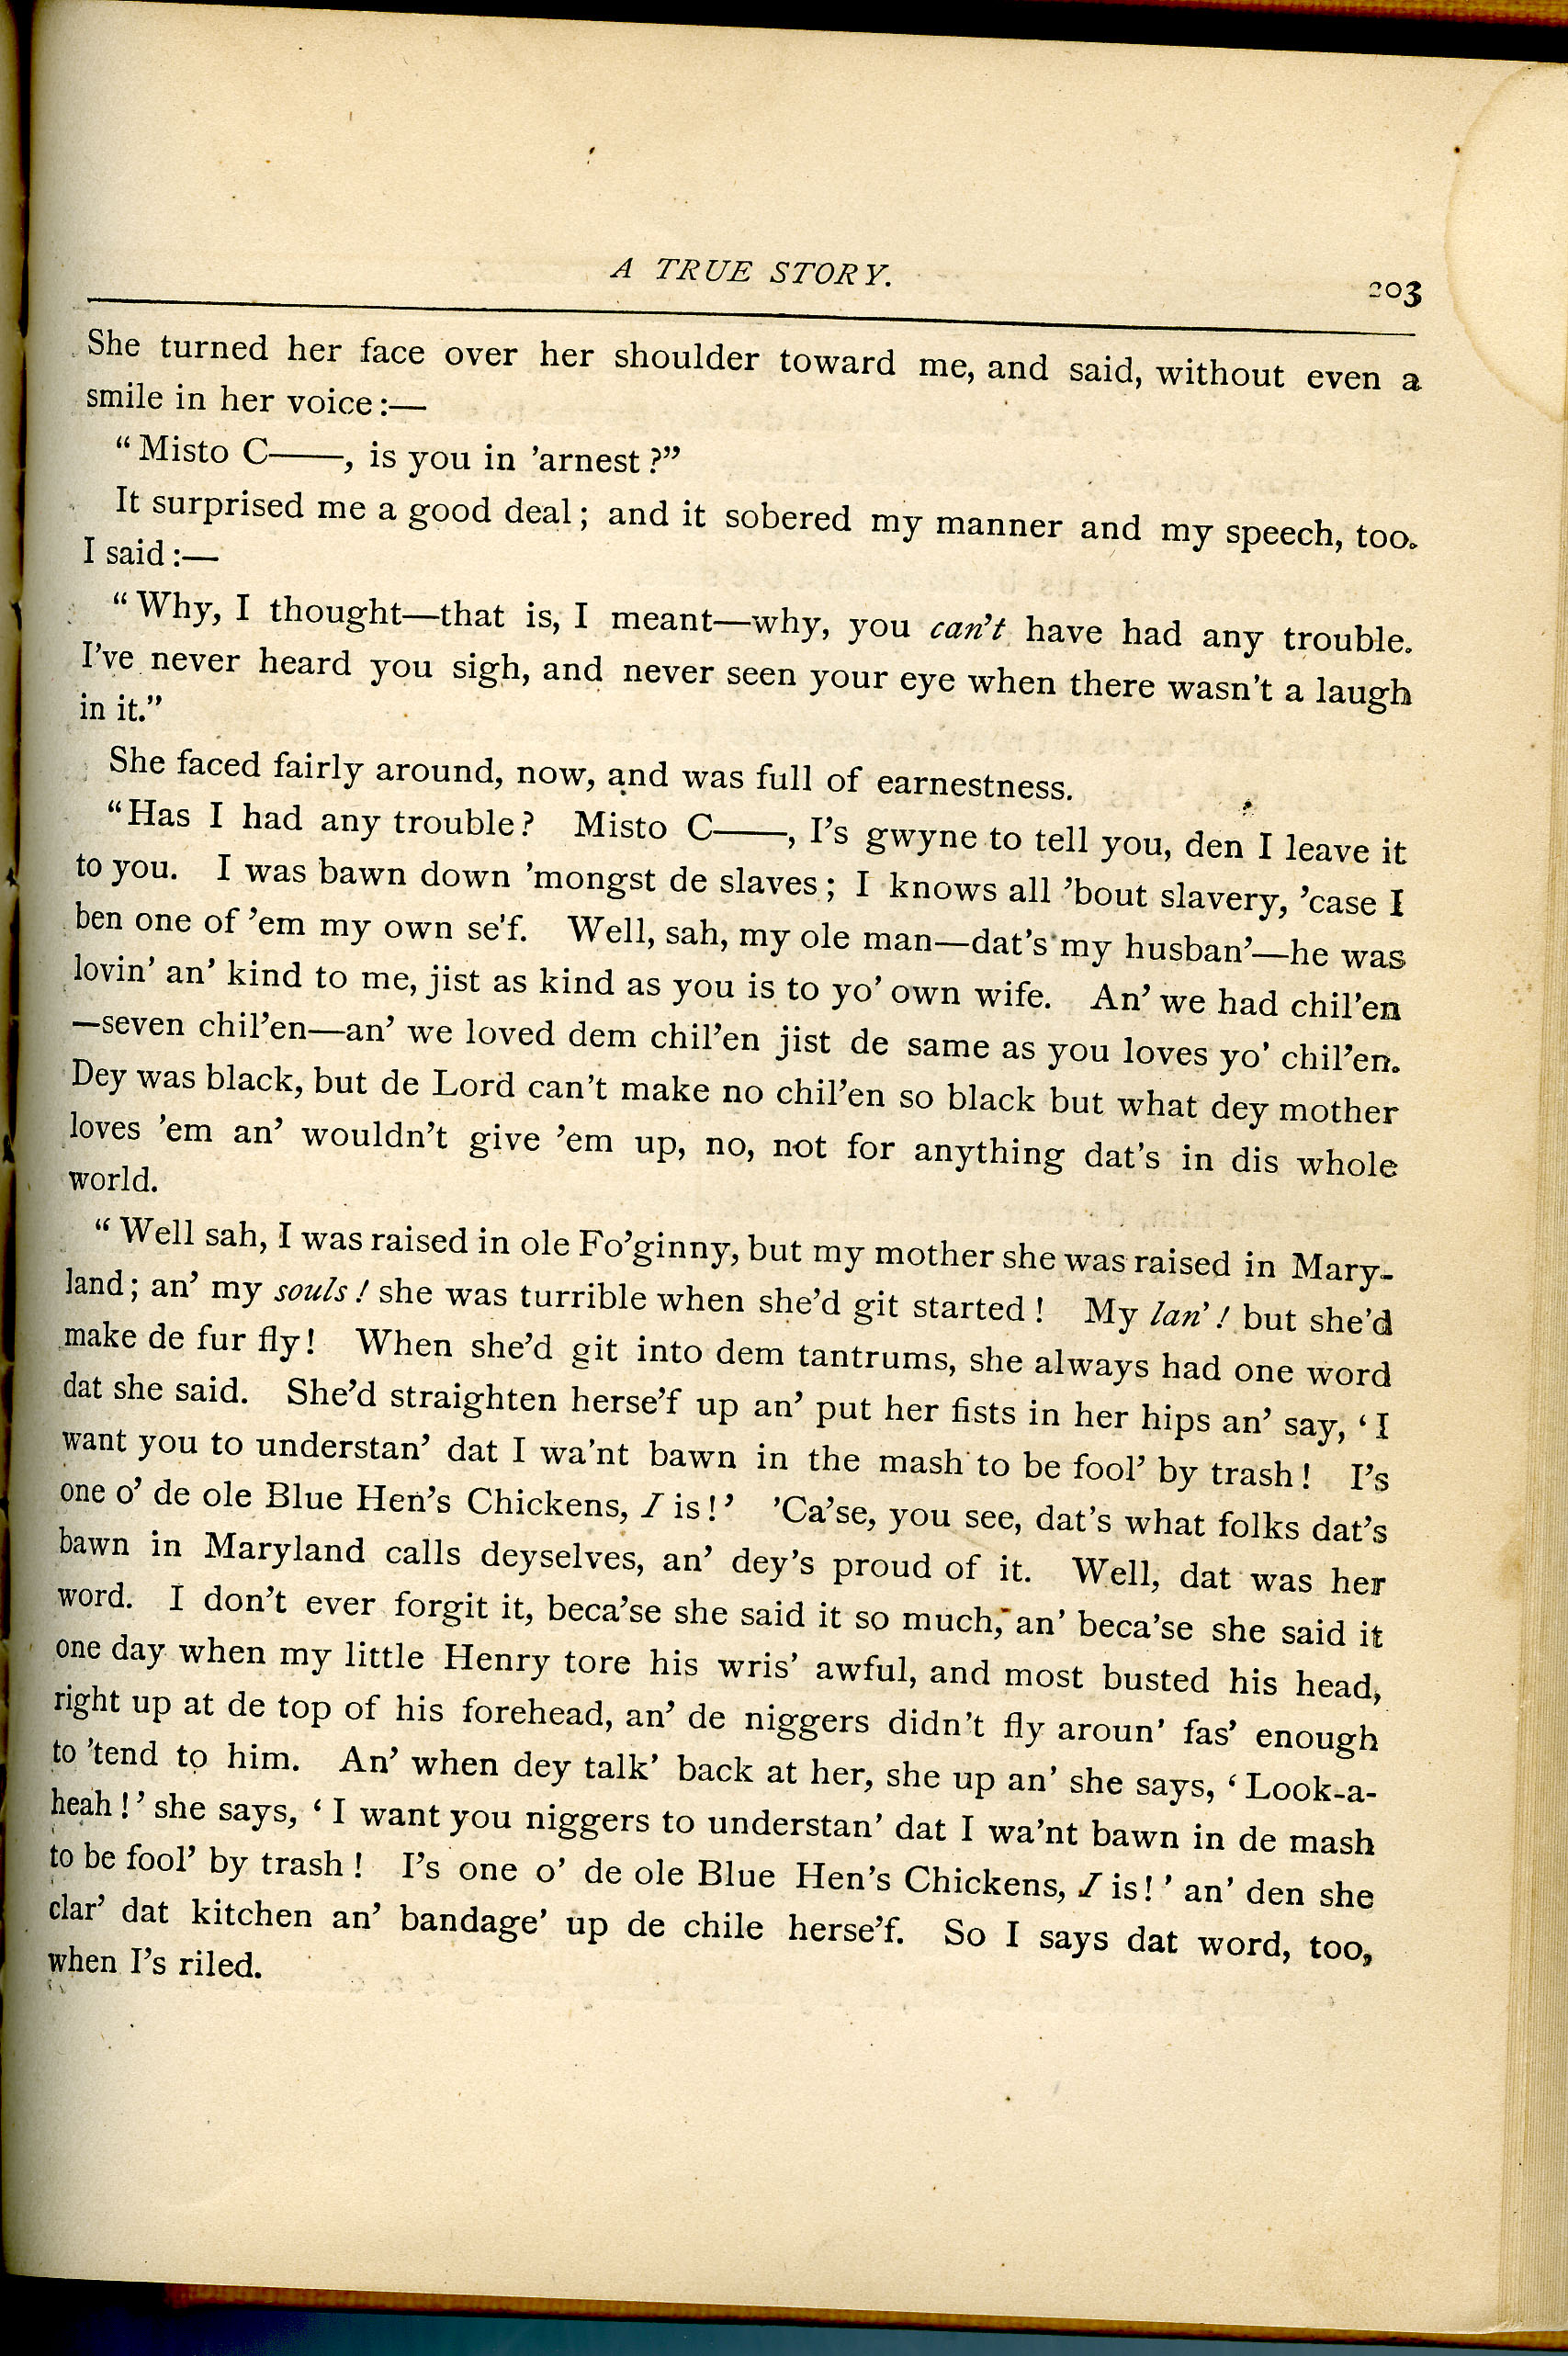 A TRUE STORY.
203
She turned her face over her shoulder toward me, and said, without even a
smile in her voice:—
“Misto C——, is you in ’arnest?”
It surprised me a good deal; and it sobered my manner and my speech, too.
I said:—
“Why, I thought—that is, I meant—why, you can’t have had any trouble.
I’ve never heard you sigh, and never seen your eye when there wasn’t a laugh
in it.”
She faced fairly around, now, and was full of earnestness.
“Has I had any trouble? Misto C——, I’s gwyne to tell you, den I leave it
to you. I was bawn down ’mongst de slaves; I knows all ’bout slavery, ’case I
ben one of ’em my own se’f. Well, sah, my ole man—dat’s my husban’—he was
lovin’ an’ kind to me, jist as kind as you is to yo’ own wife. An’ we had chil’en
—seven chil’en—an’ we loved dem chil’en jist de same as you loves yo’ chil’en.
Dey was black, but de Lord can’t make no chil’en so black but what dey mother
loves ’em an’ wouldn’t give ’em up, no, not for anything dat’s in dis whole
world.
“Well sah, I was raised in ole Fo’ginny, but my mother she was raised in Mary-
land; an’ my souls! she was turrible when she’d git started! My lan’! but she’d
make de fur fly! When she’d git into dem tantrums, she always had one word
dat she said. She’d straighten herse’f up an’ put her fists in her hips an’ say, ‘I
want you to understan’ dat I wa’nt bawn in the mash to be fool’ by trash! I’s
one o’ de ole Blue Hen’s Chickens, I is!’ ’Ca’se, you see, dat’s what folks dat’s
bawn in Maryland calls deyselves, an’ dey’s proud of it. Well, dat was her
word. I don’t ever forgit it, beca’se she said it so much, an’ beca’se she said it
one day when my little Henry tore his wris’ awful, and most busted his head,
right up at de top of his forehead, an’ de niggers didn’t fly aroun’ fas’ enough
to ’tend to him. An’ when dey talk’ back at her, she up an’ she says, ‘Look-a-
heah!’ she says, ‘I want you niggers to understan’ dat I wa’nt bawn in de mash
to be fool’ by trash! I’s one o’ de ole Blue Hen’s Chickens, I is!’ an’ den she
clar’ dat kitchen an’ bandage’ up de chile herse’f. So I says dat word, too,
when I’s riled.